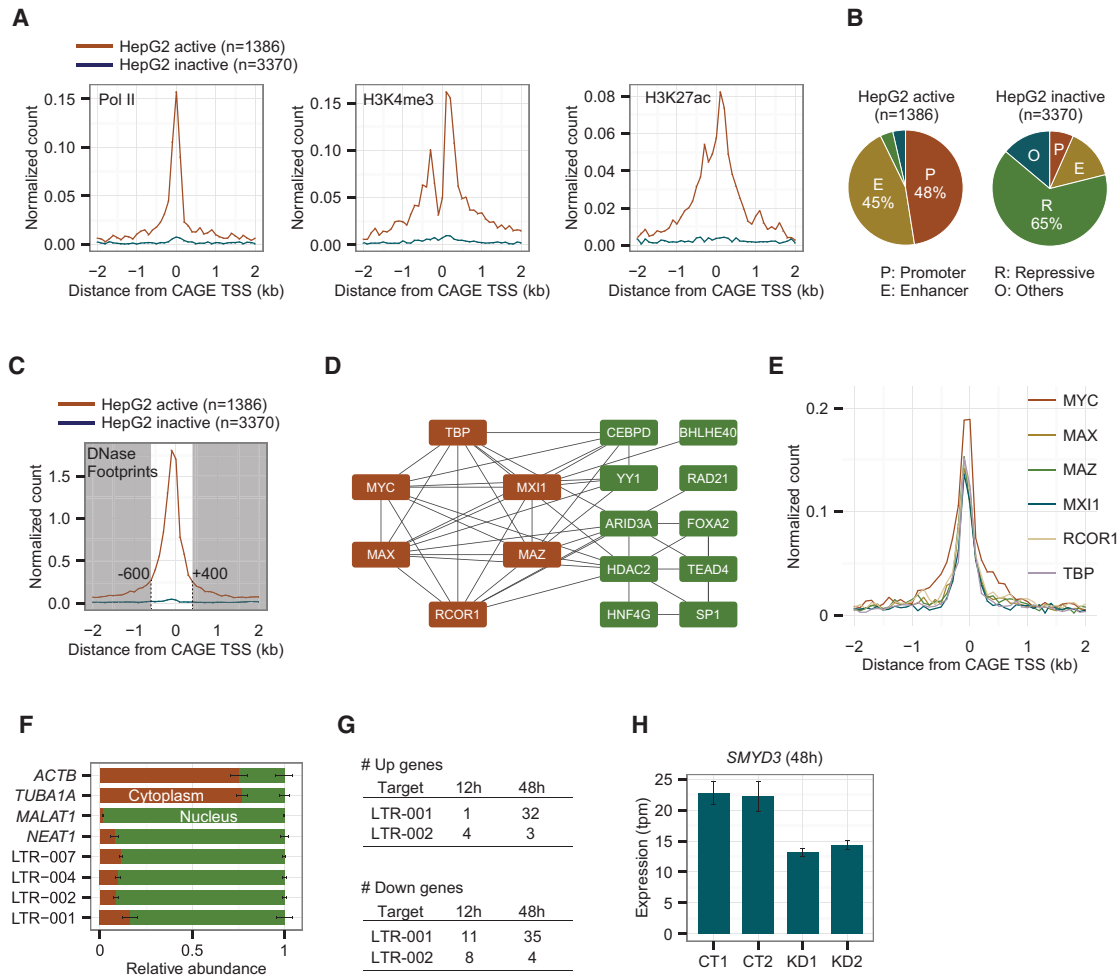 A
HepG2 active (n=1386)
HepG2 inactive (n=3370)
Pol II
Normalized count
0.15
0.10
0.05
0.00
−2 −1 0 1 2
Distance from CAGE TSS (kb)
H3K4me3
Normalized count
0.15
0.10
0.05
0.00
−2 −1 0 1 2
Distance from CAGE TSS (kb)
H3K27ac
Normalized count
0.08
0.06
0.04
0.02
0.00
−2 −1 0 1 2
Distance from CAGE TSS (kb)
B
HepG2 active
(n=1386)
HepG2 inactive
(n=3370)
E
45%
P
48%
O
P
E
R
65%
P: Promoter
R: Repressive
E: Enhancer
O: Others
C
HepG2 active (n=1386)
HepG2 inactive (n=3370)
DNase
Footprints
Normalized count
1.5
1.0
0.5
0.0
-600
+400
−2 −1 0 1 2
Distance from CAGE TSS (kb)
D
TBP
CEBPD
BHLHE40
MYC
MXI1
YY1
RAD21
ARID3A
FOXA2
MAX
MAZ
HDAC2
TEAD4
RCOR1
HNF4G
SP1
E
Normalized count
0.2
0.1
0
MYC
MAX
MAZ
MXI1
RCOR1
TBP
−2 −1 0 1 2
Distance from CAGE TSS (kb)
F
ACTB
TUBA1A
Cytoplasm
MALAT1
Nucleus
NEAT1
LTR−007
LTR−004
LTR−002
LTR−001
0 0.5 1
Relative abundance
G
# Up genes
Target 12h 48h
LTR-001 1 32
LTR-002 4 3
# Down genes
Target 12h 48h
LTR-001 11 35
LTR-002 8 4
H
SMYD3 (48h)
Expression (tpm)
25
20
15
10
5
0
CT1 CT2 KD1 KD2